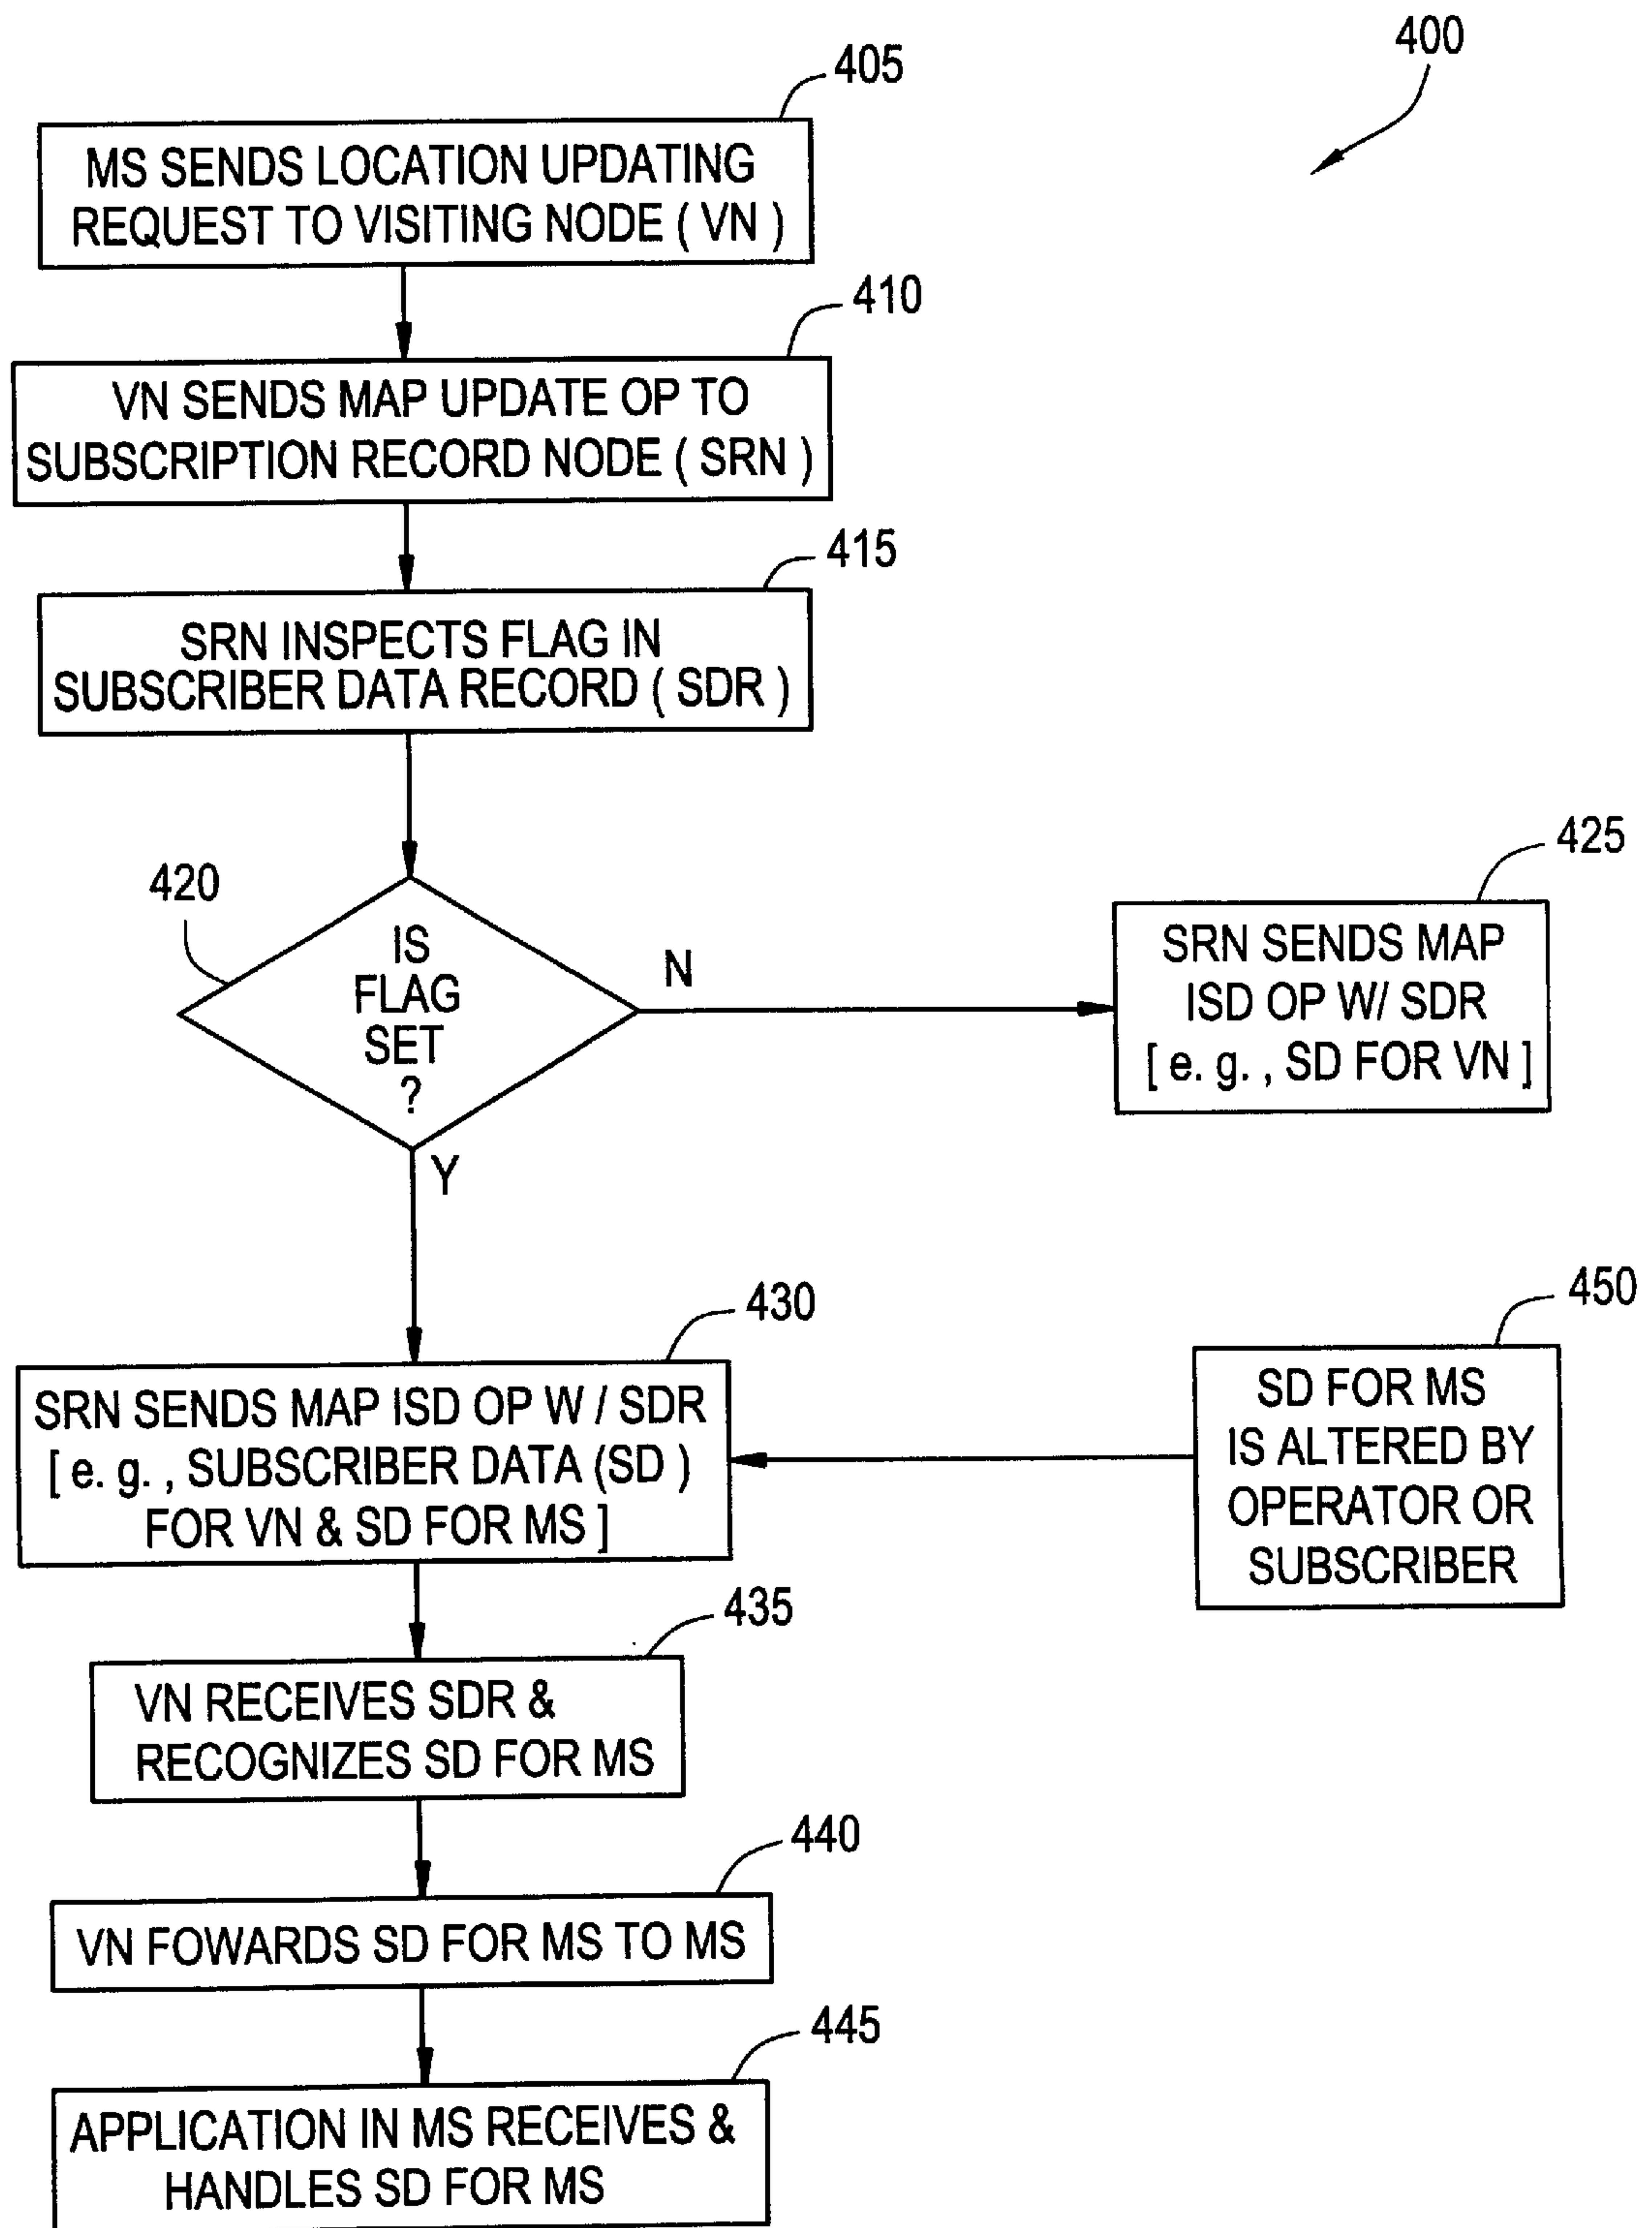 400
405
MS SENDS LOCATION UPDATING
REQUEST TO VISITING NODE ( VN )
410
VN SENDS MAP UPDATE OP TO
SUBSCRIPTION RECORD NODE ( SRN )
415
SRN INSPECTS FLAG IN
SUBSCRIBER DATA RECORD ( SDR )
420
IS
FLAG
SET
?
N
Y
425
SRN SENDS MAP
ISD OP W/ SDR
[ e. g. , SD FOR VN ]
430
SRN SENDS MAP ISD OP W / SDR
[ e. g. , SUBSCRIBER DATA (SD )
FOR VN & SD FOR MS ]
450
SD FOR MS
IS ALTERED BY
OPERATOR OR
SUBSCRIBER
435
VN RECEIVES SDR &
RECOGNIZES SD FOR MS
440
VN FOWARDS SD FOR MS TO MS
445
APPLICATION IN MS RECEIVES &
HANDLES SD FOR MS